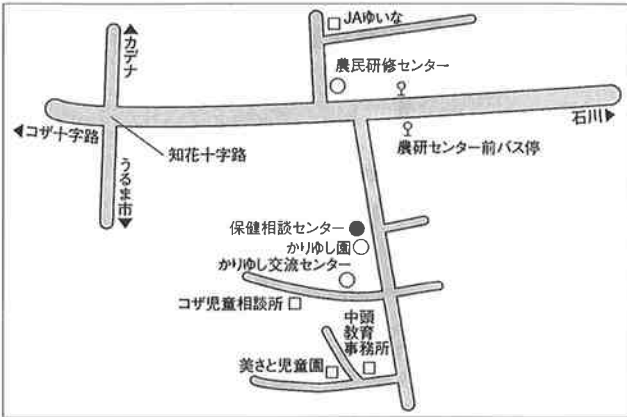 JAゆいな
▲カデナ
農民研修センター
石川▶
◀コザ十字路
知花十字路
農研センター前バス停
うるま市▼
保健相談センター
かりゆし園
かりゆし交流センター
コザ児童相談所
中頭
教育
事務所
美さと児童園